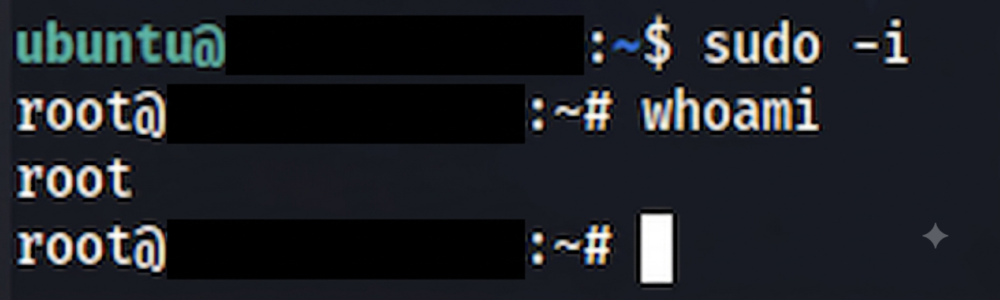 ubuntu@:~$ sudo -i
root@:~# whoami
root
root@:~#